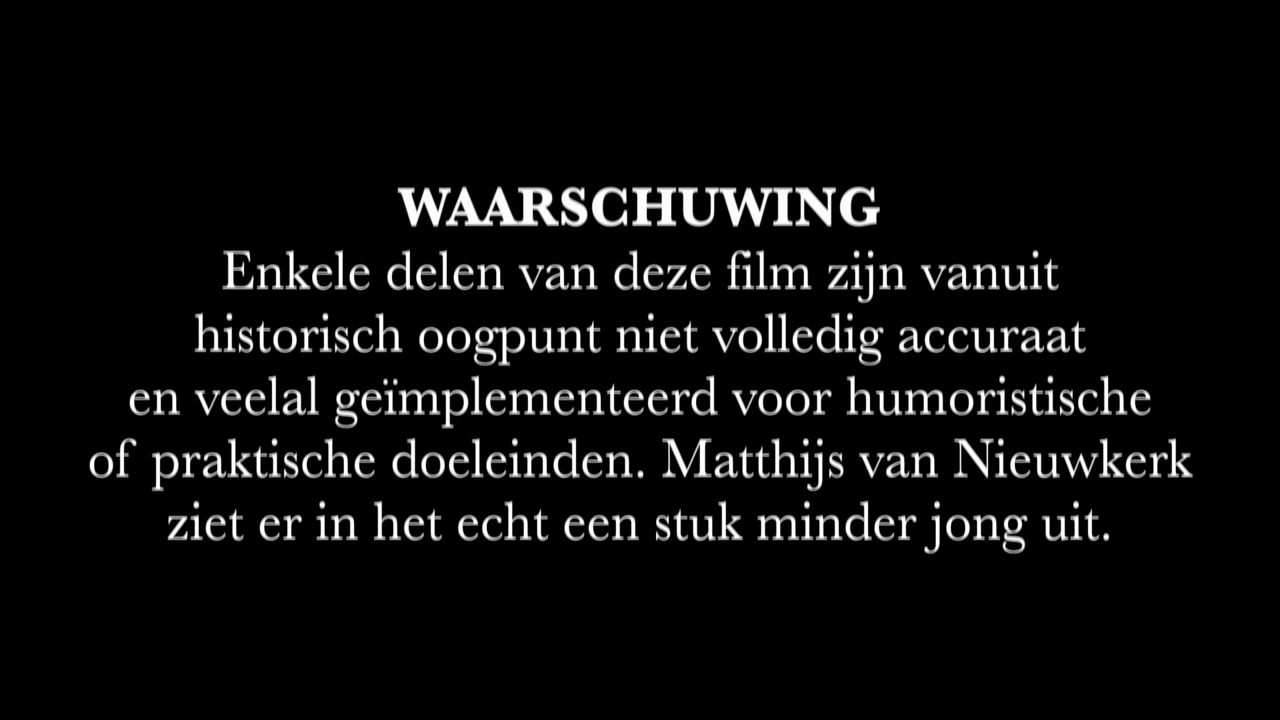 WAARSCHUWING
Enkele delen van deze film zijn vanuit
historisch oogpunt niet volledig accuraat
en veelal geïmplementeerd voor humoristische
of praktische doeleinden. Matthijs van Nieuwkerk
ziet er in het echt een stuk minder jong uit.